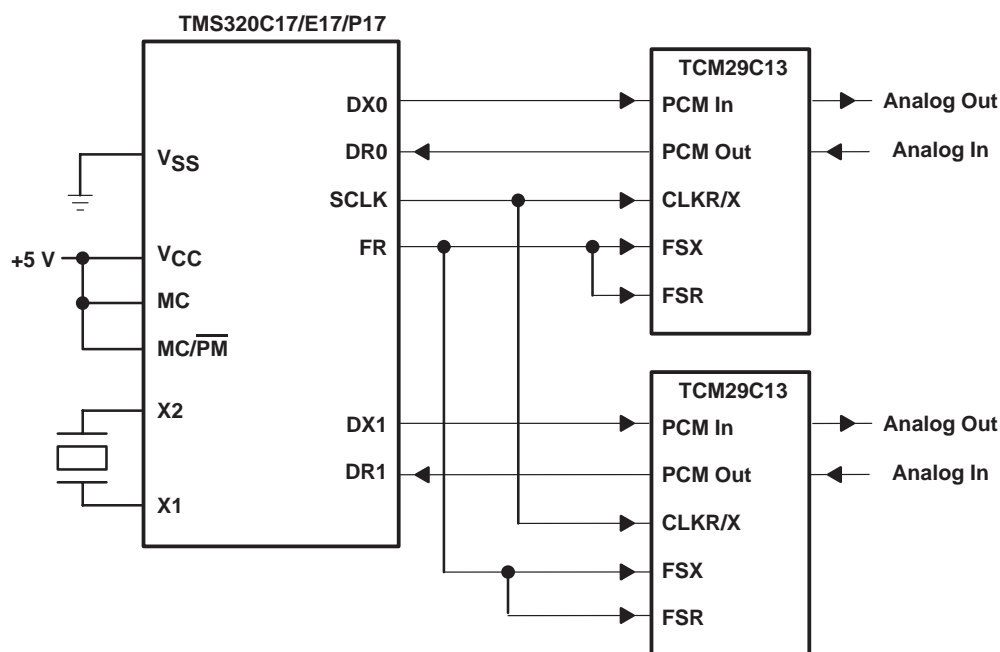 TMS320C17/E17/P17
DX0
DR0
SCLK
FR
VSS
+5 V
VCC
MC
MC/PM
X2
X1
DX1
DR1
TCM29C13
PCM In
PCM Out
CLKR/X
FSX
FSR
Analog Out
Analog In
TCM29C13
PCM In
PCM Out
CLKR/X
FSX
FSR
Analog Out
Analog In